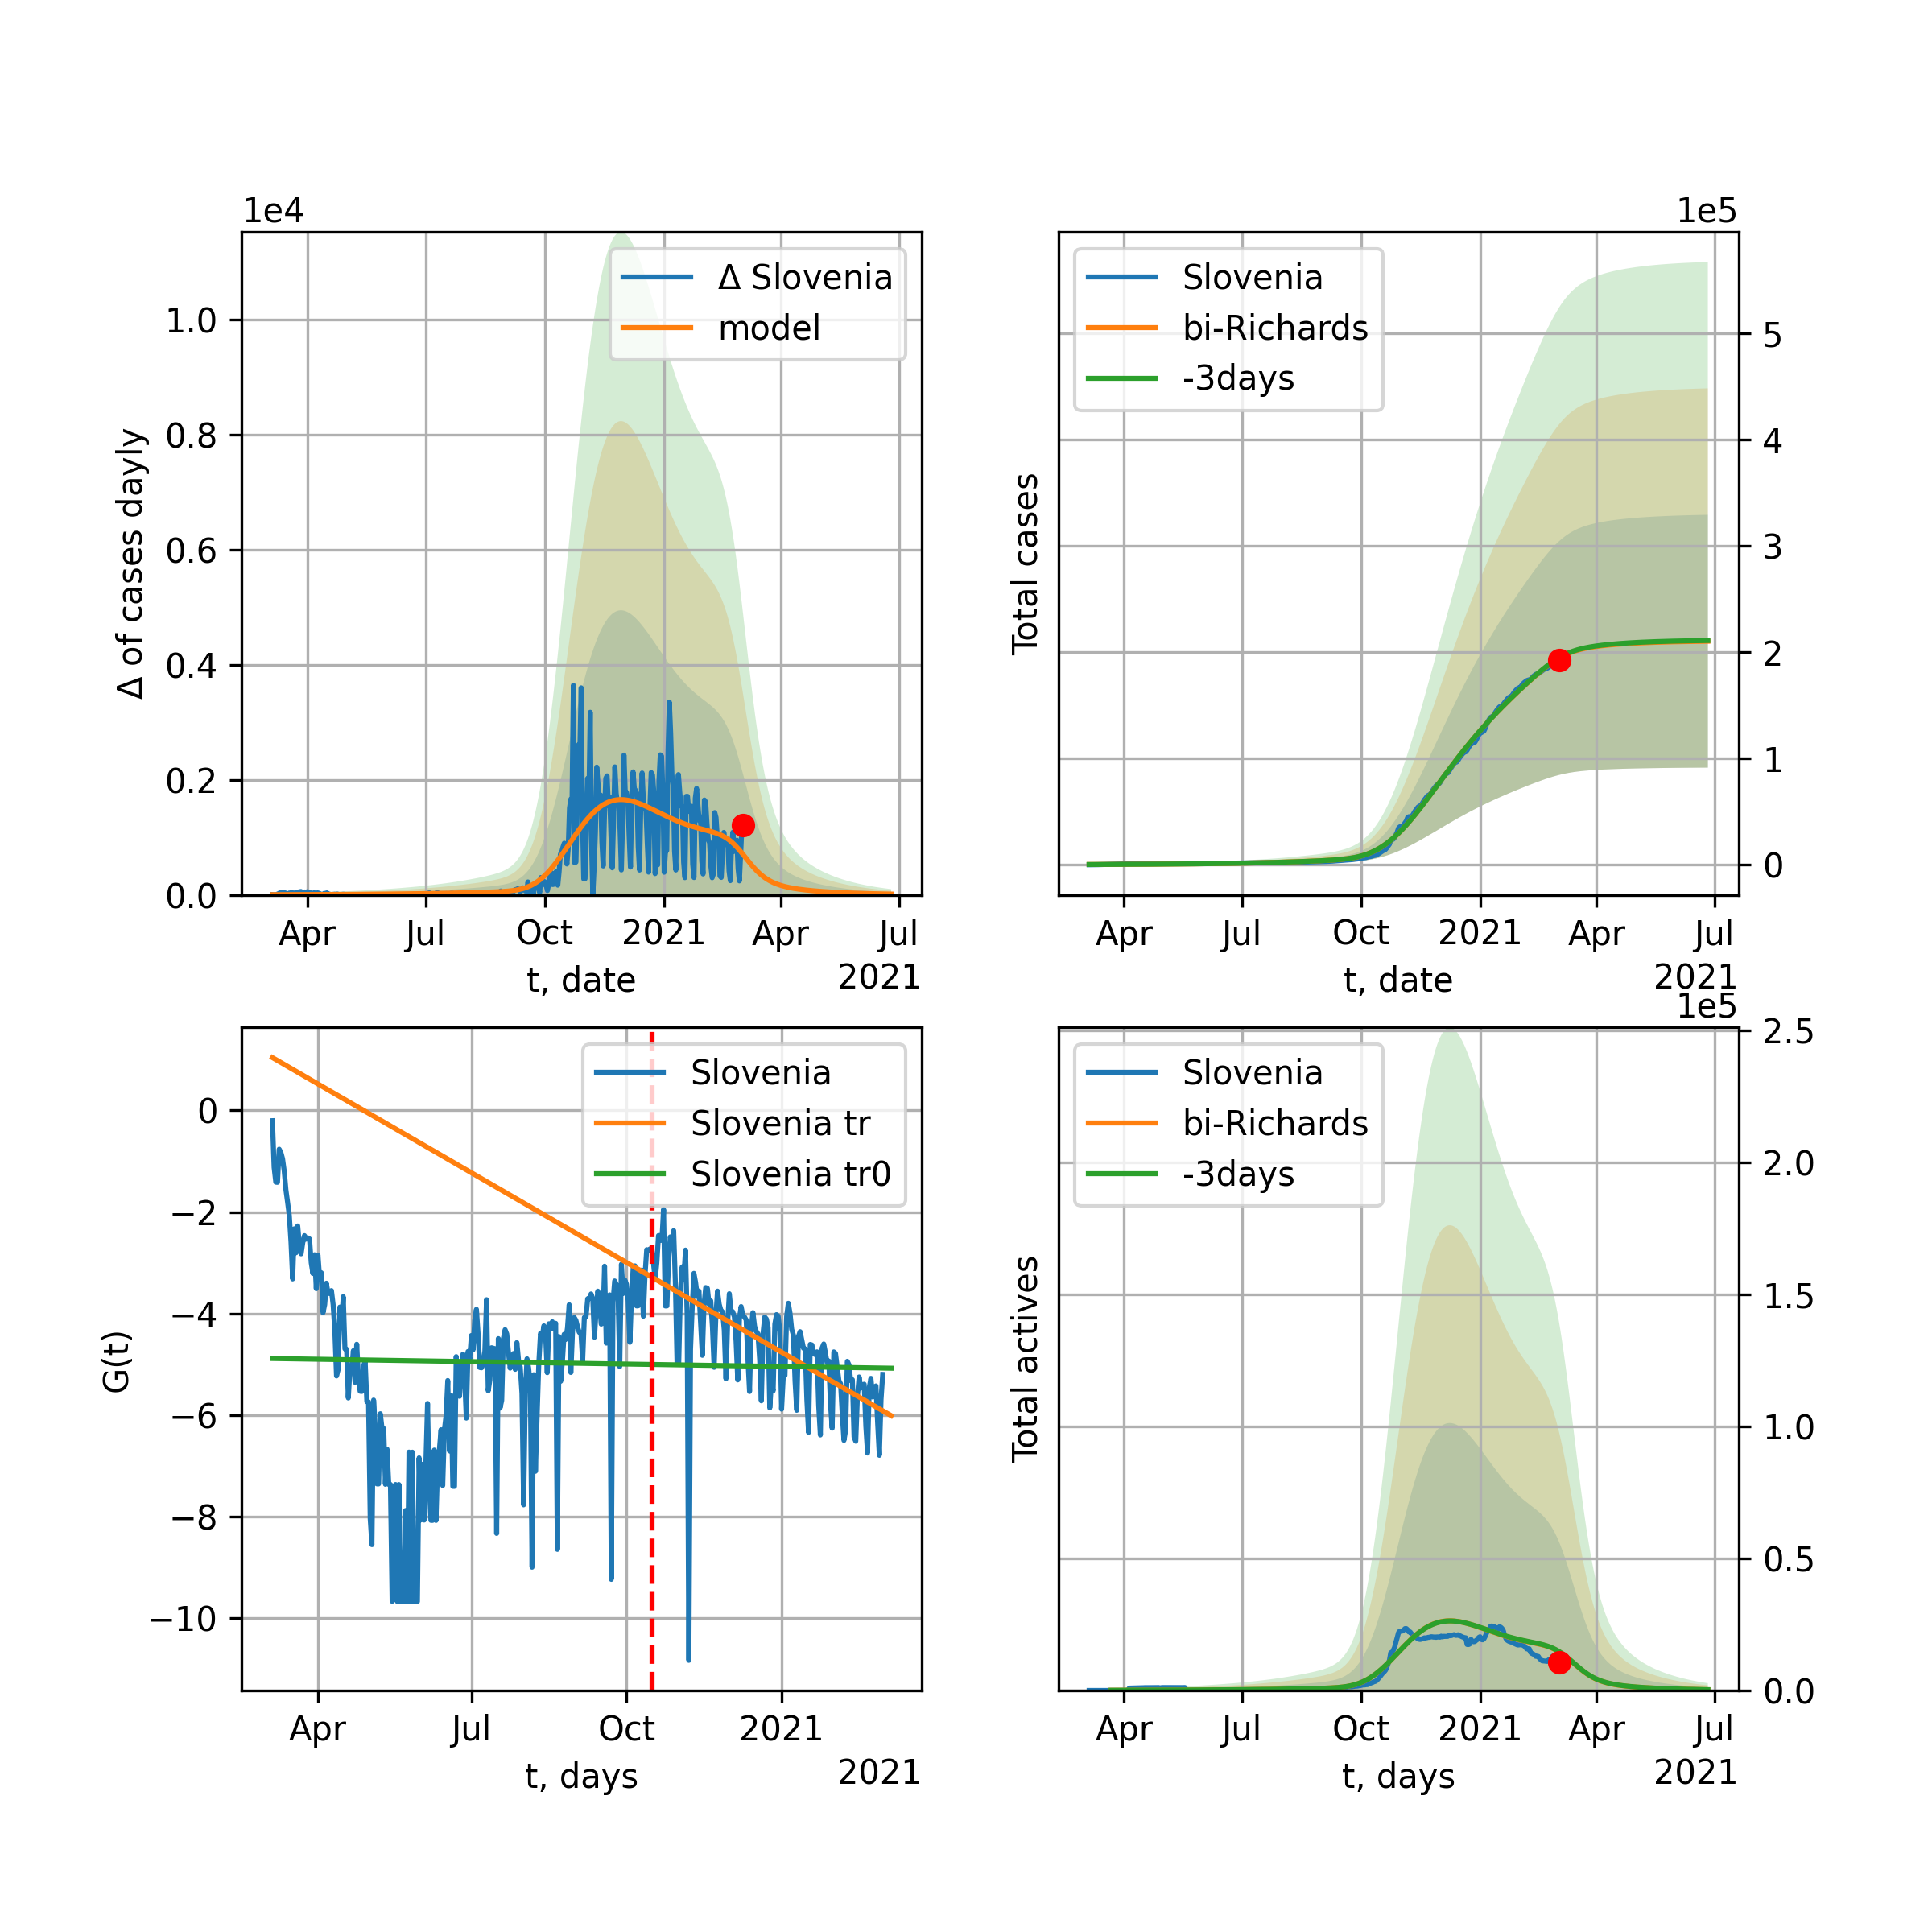 1e4
Δ of cases dayly
1.0
0.8
0.6
0.4
0.2
0.0
Δ Slovenia
model
Apr Jul Oct 2021 Apr Jul
t, date
2021
1e5
Total cases
Slovenia
bi-Richards
-3days
5
4
3
2
1
0
Apr Jul Oct 2021 Apr Jul
t, date
2021
G(t)
0
−2
−4
−6
−8
−10
Slovenia
Slovenia tr
Slovenia tr0
Apr Jul Oct 2021
t, days
2021
1e5
Total actives
Slovenia
bi-Richards
-3days
2.5
2.0
1.5
1.0
0.5
0.0
Apr Jul Oct 2021 Apr Jul
t, days
2021